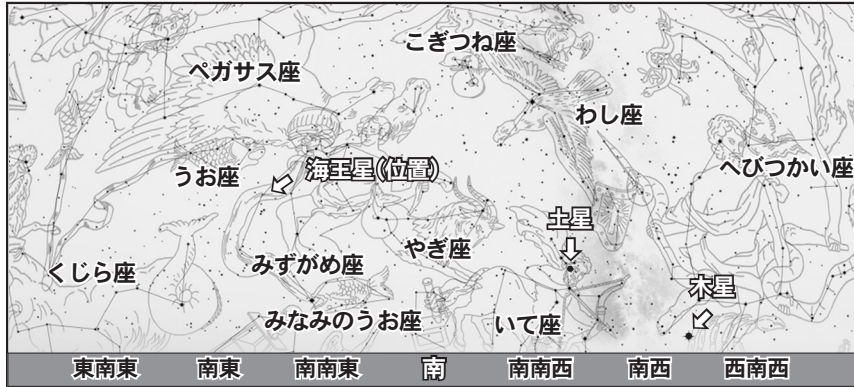 こぎつね座
ペガサス座
わし座
へびつかい座
うお座
海王星(位置)
土星
やぎ座
みずがめ座
くじら座
木星
みなみのうお座
いて座
東南東 南東 南南東 南 南南西 南西 西南西